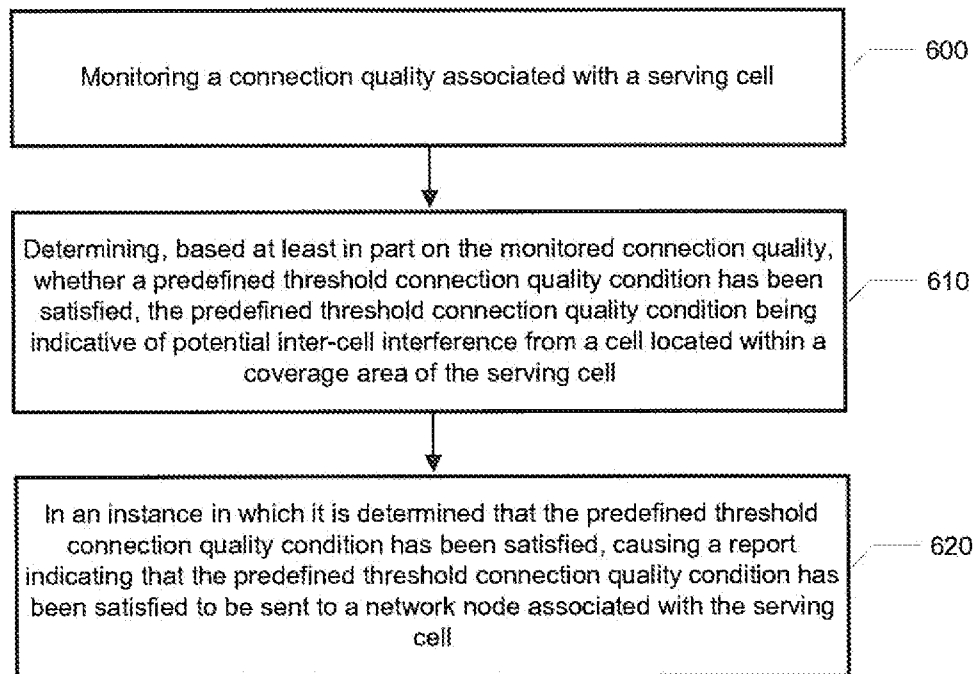 Monitoring a connection quality associated with a serving cell
600
Determining, based at least in part on the monitored connection quality,
whether a predefined threshold connection quality condition has been
satisfied, the predefined threshold connection quality condition being
indicative of potential inter-cell interference from a cell located within a
coverage area of the serving cell
610
In an instance in which it is determined that the predefined threshold
connection quality condition has been satisfied, causing a report
indicating that the predefined threshold connection quality condition has
been satisfied to be sent to a network node associated with the serving
cell
620